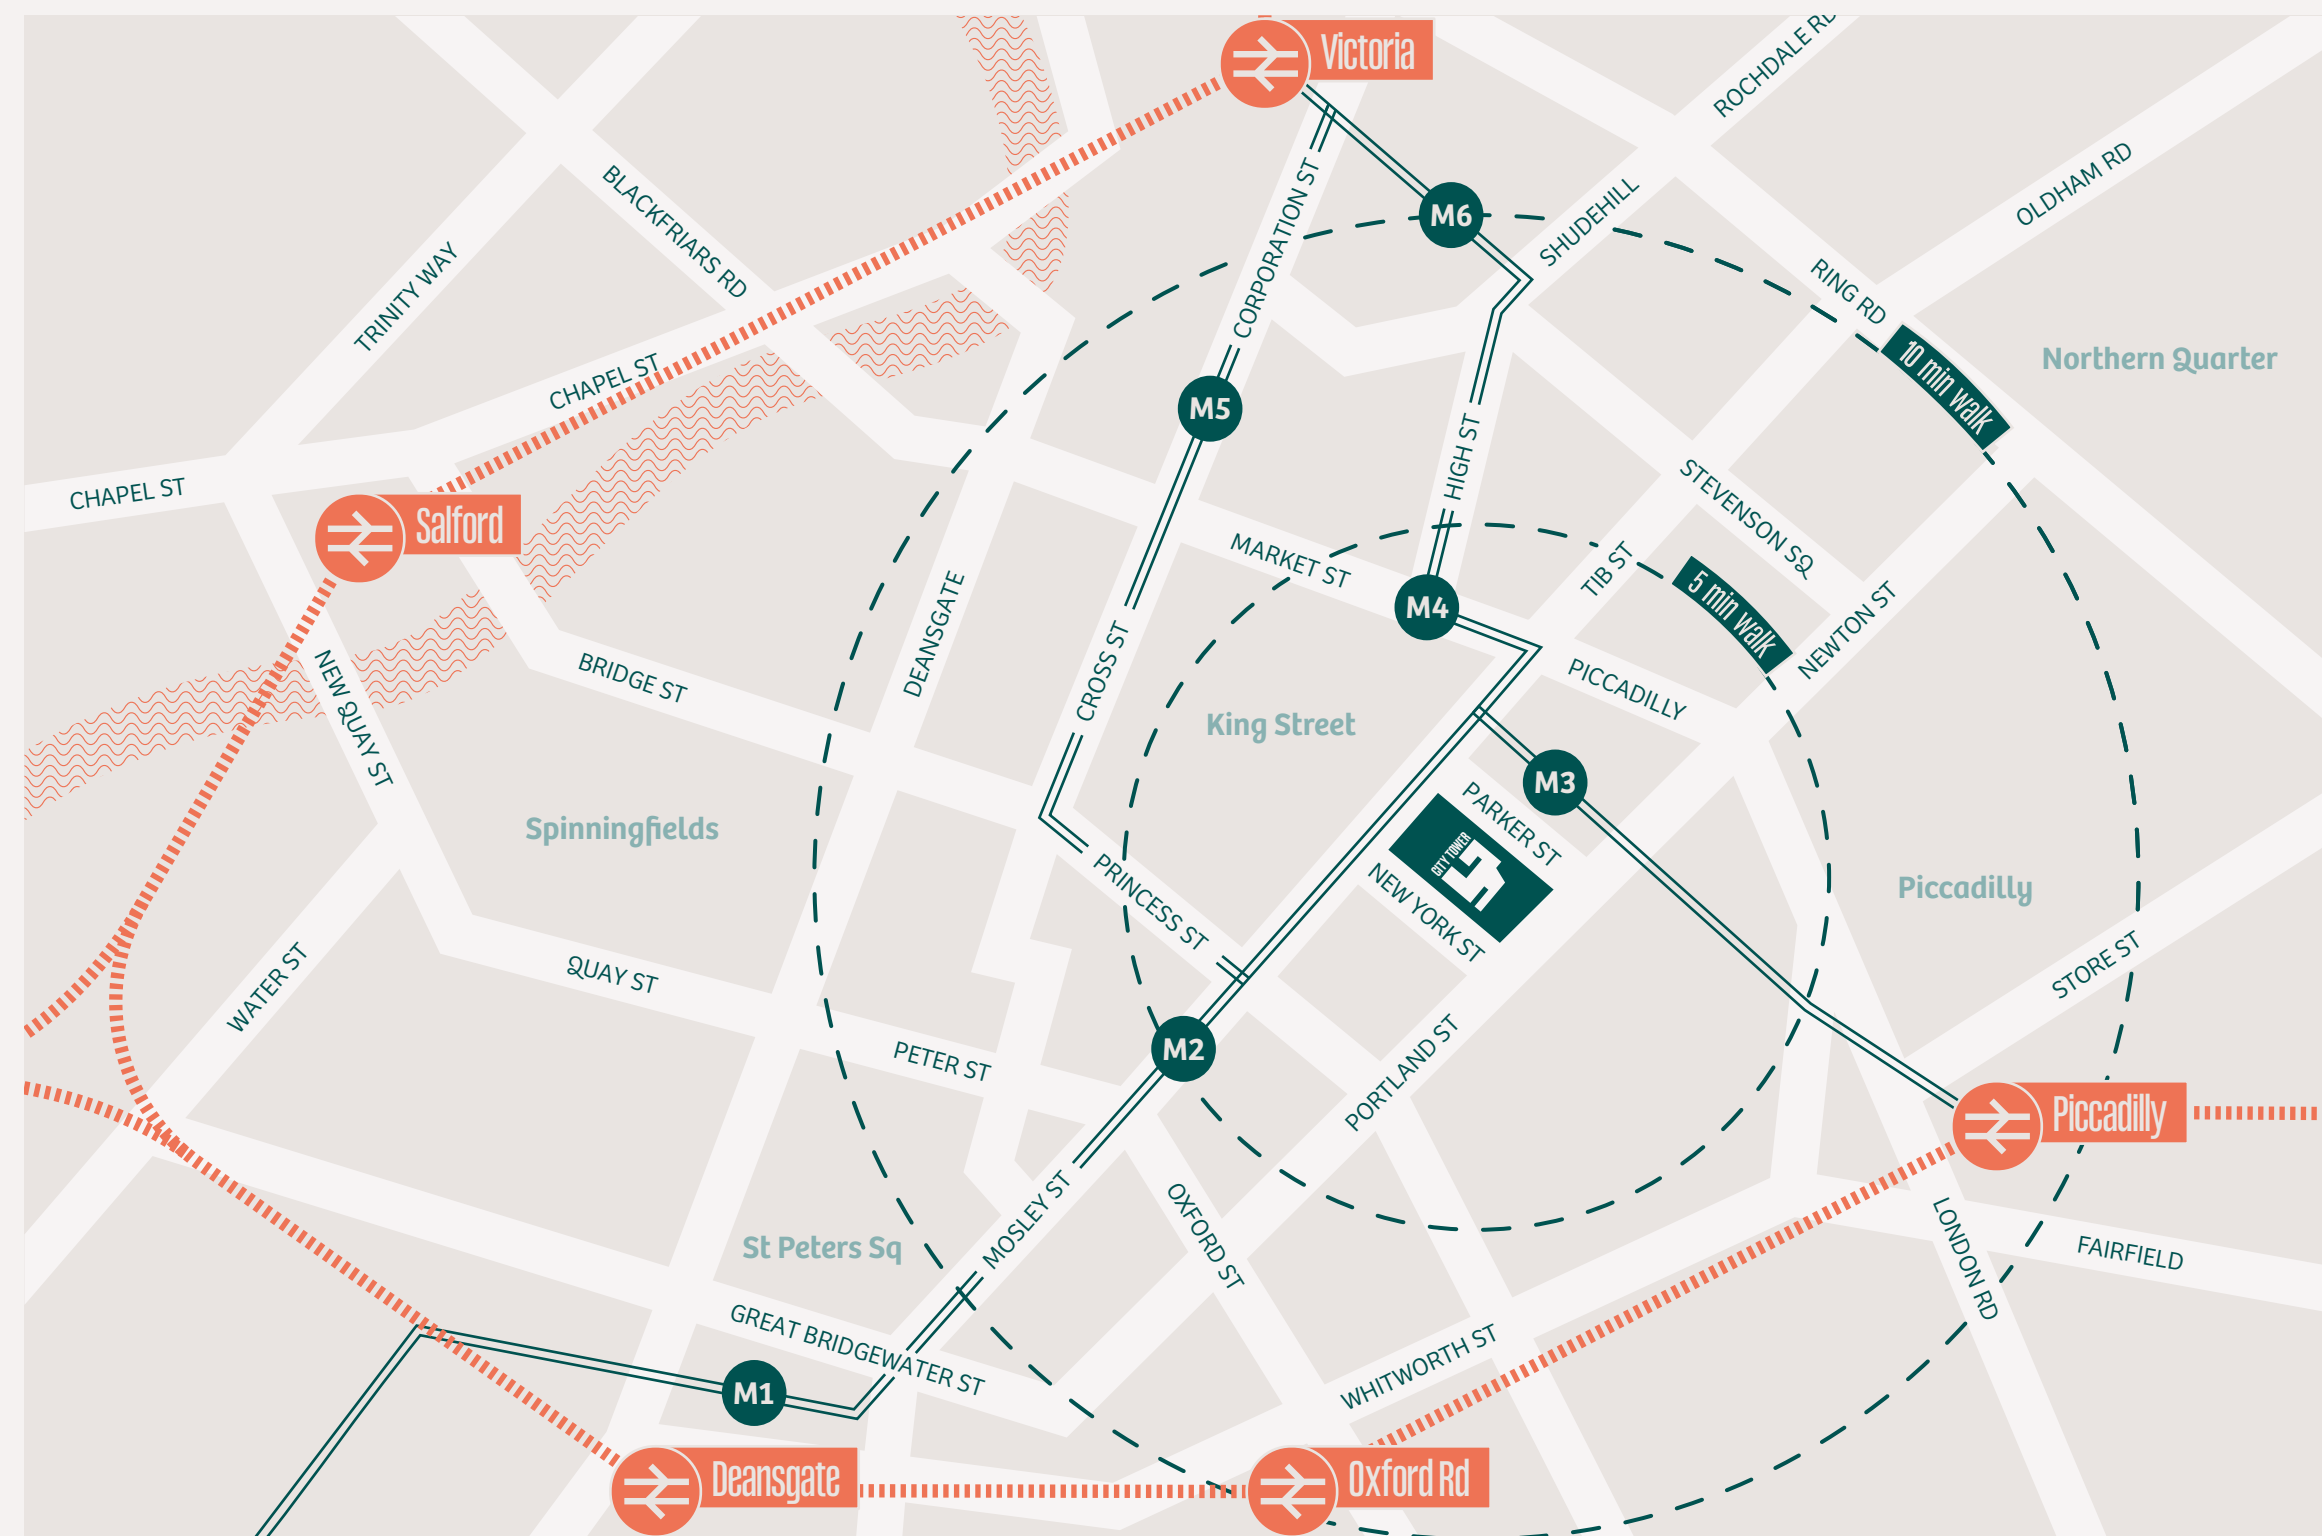 Victoria
ROCHDALE RD
OLDHAM RD
BLACKFRIARS RD
CORPORATION ST
M6
SHUDEHILL
TRINITY WAY
RING RD
Northern Quarter
10 min walk
CHAPEL ST
M5
HIGH ST
CHAPEL ST
STEVENSON SQ
Salford
MARKET ST
TIB ST
5 min walk
DEANSGATE
M4
NEWTON ST
CROSS ST
BRIDGE ST
PICCADILLY
NEW QUAY ST
King Street
M3
PARKER ST
Spinningfields
CITY TOWER
PRINCESS ST
NEW YORK ST
Piccadilly
WATER ST
QUAY ST
STORE ST
M2
PETER ST
PORTLAND ST
Piccadilly
MOSLEY ST
OXFORD ST
St Peters Sq
LONDON RD
FAIRFIELD
GREAT BRIDGEWATER ST
WHITWORTH ST
M1
Deansgate
Oxford Rd